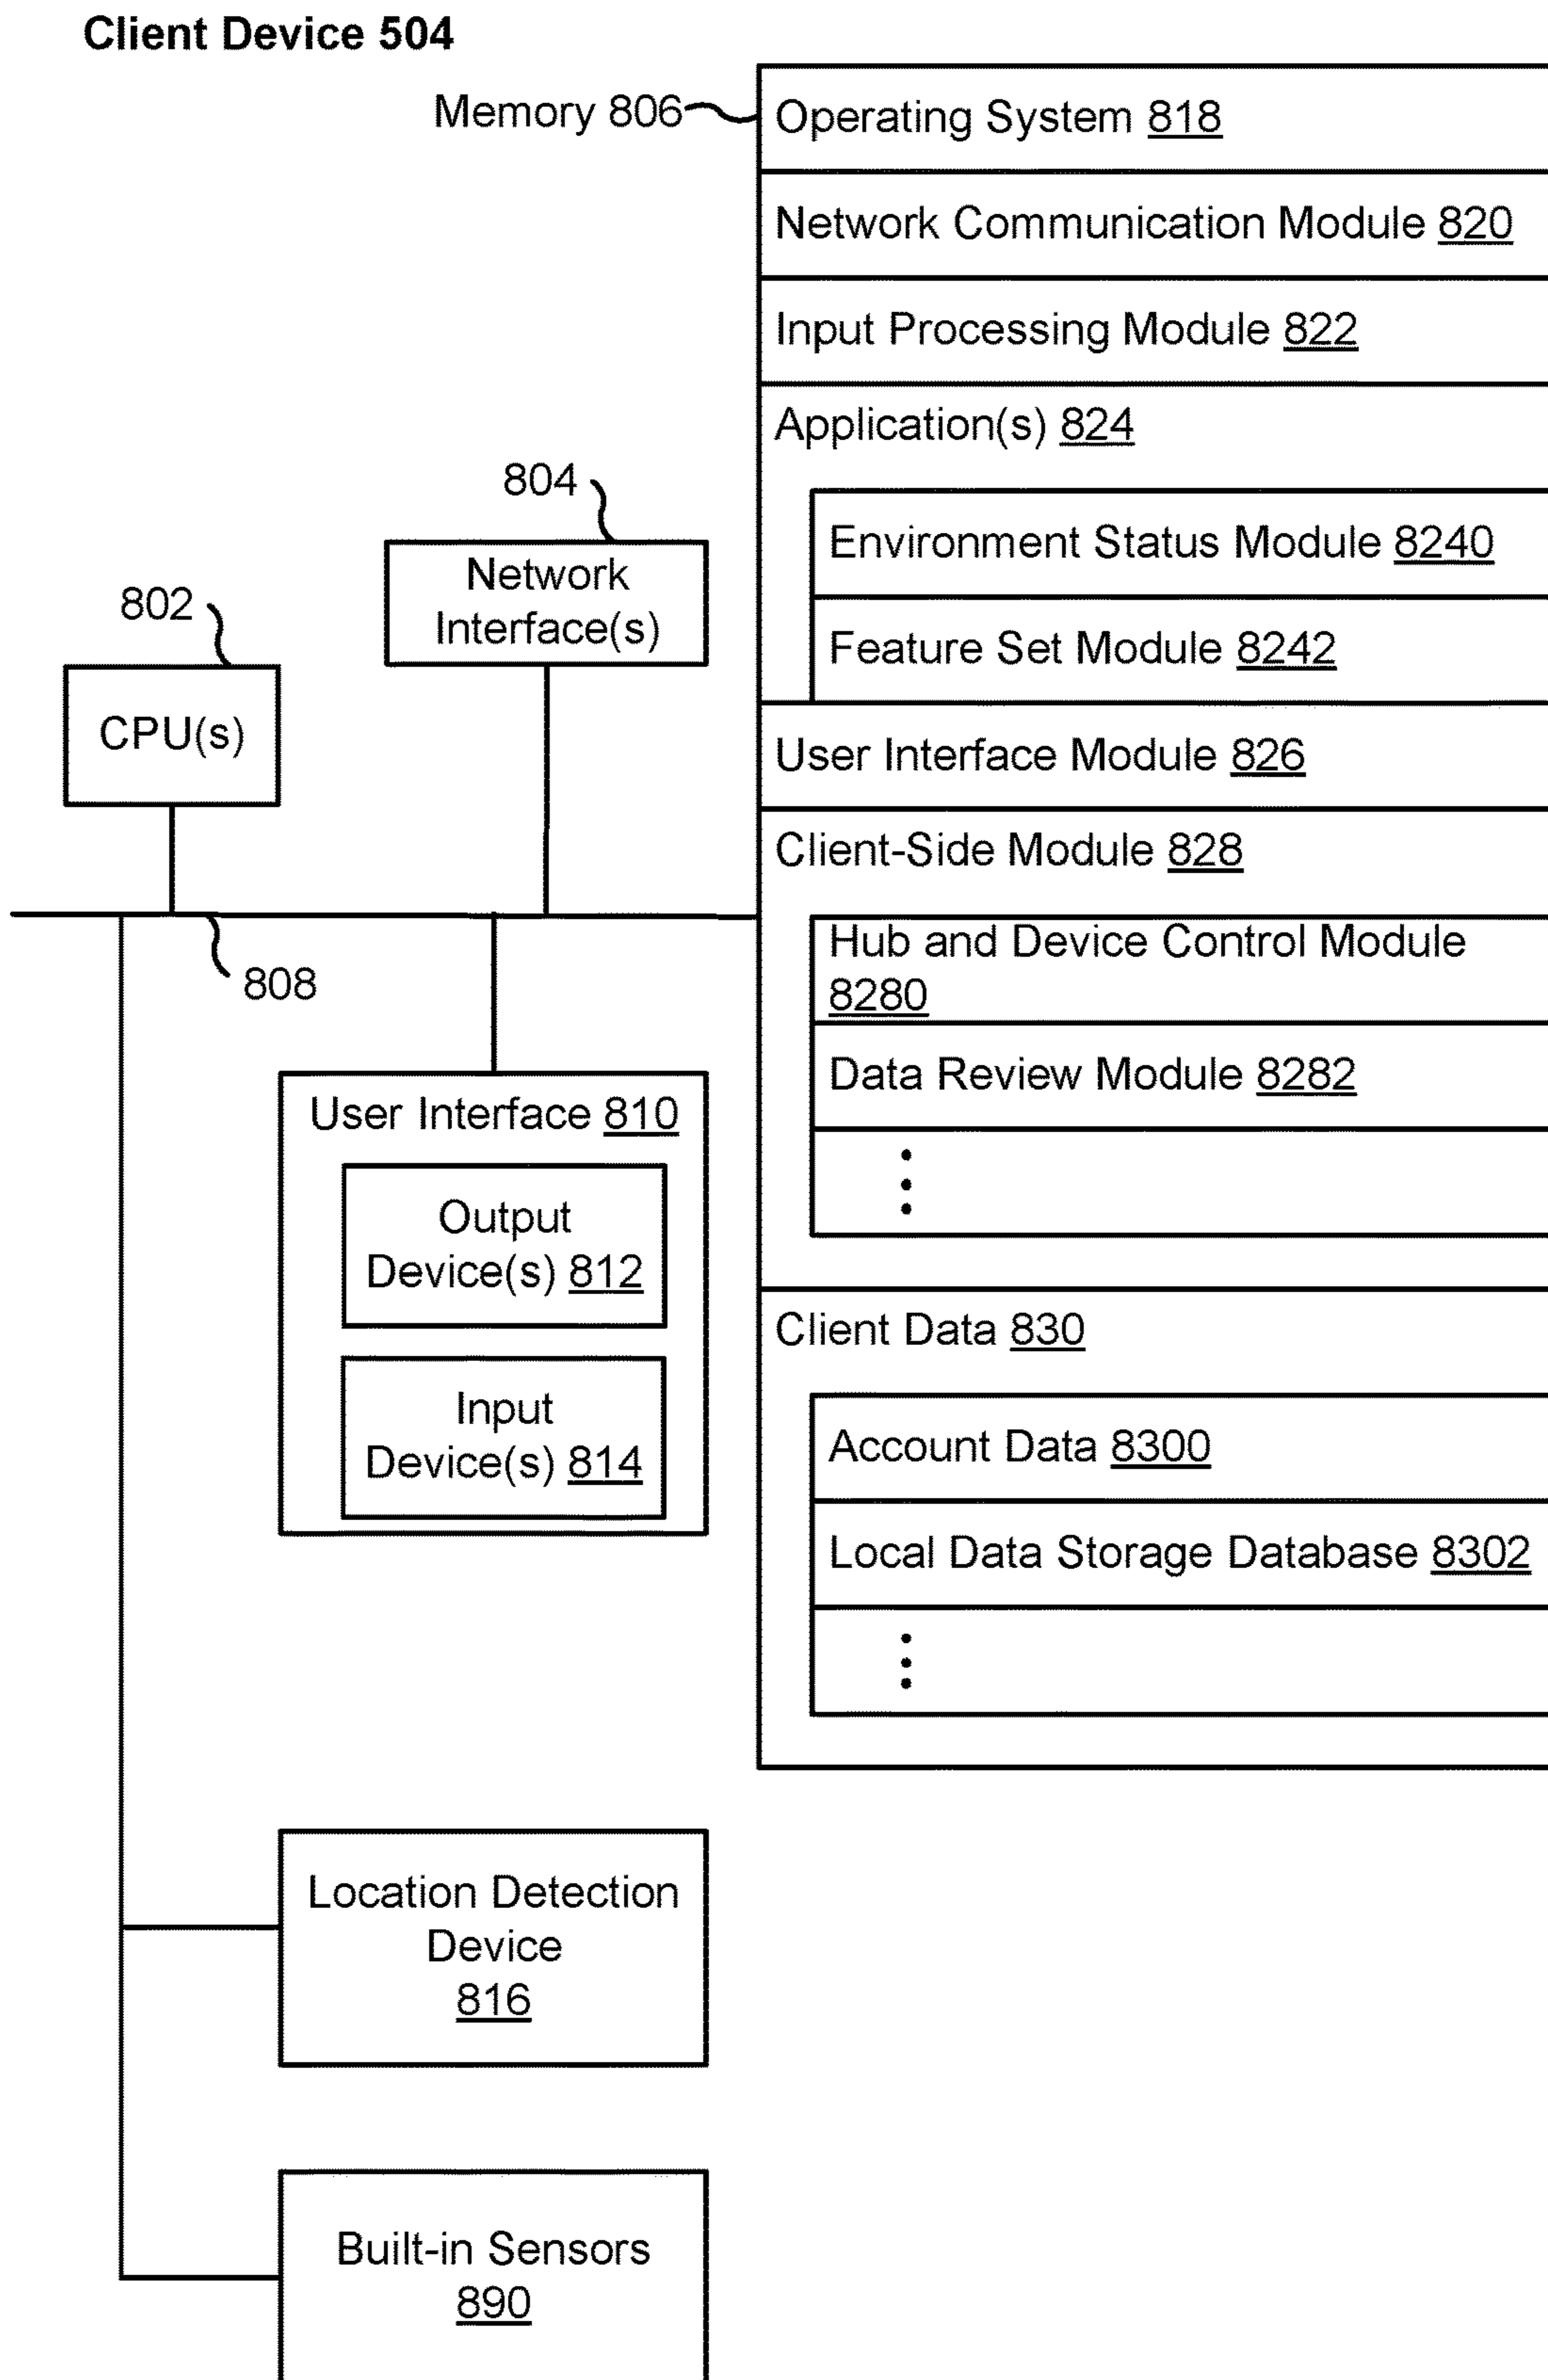 Client Device 504
Memory 806
Operating System 818
Network Communication Module 820
Input Processing Module 822
Application(s) 824
Environment Status Module 8240
Feature Set Module 8242
User Interface Module 826
Client-Side Module 828
Hub and Device Control Module
8280
Data Review Module 8282
Client Data 830
Account Data 8300
Local Data Storage Database 8302
804
Network
Interface(s)
802
CPU(s)
808
User Interface 810
Output
Device(s) 812
Input
Device(s) 814
Location Detection
Device
816
Built-in Sensors
890